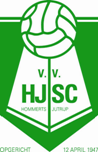 V. V.
HJSC
HOMMERTS JUTRIJP
OPGERICHT 12 APRIL 1947